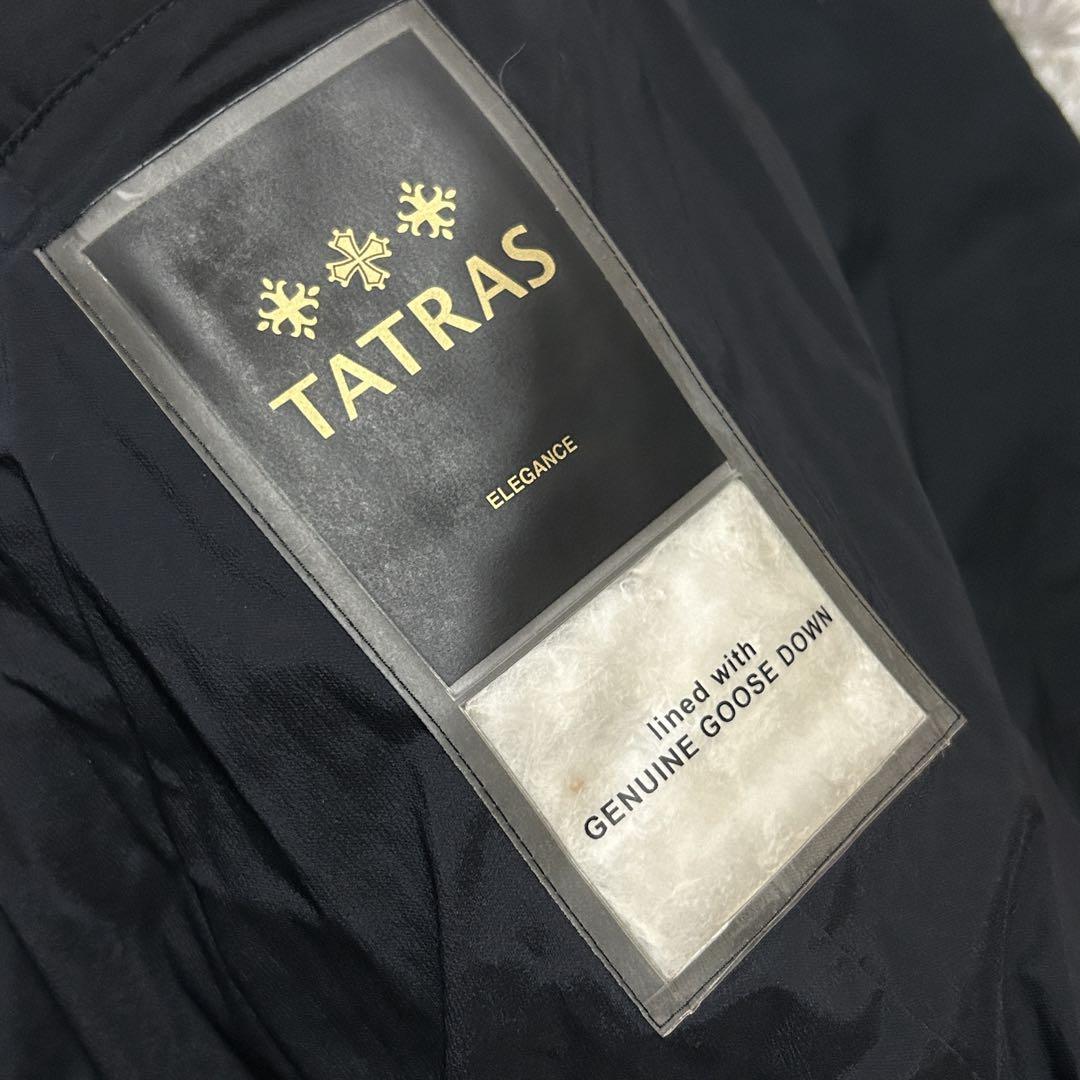 TATRAS
ELEGANCE
lined with
GENUINE GOOSE DOWN